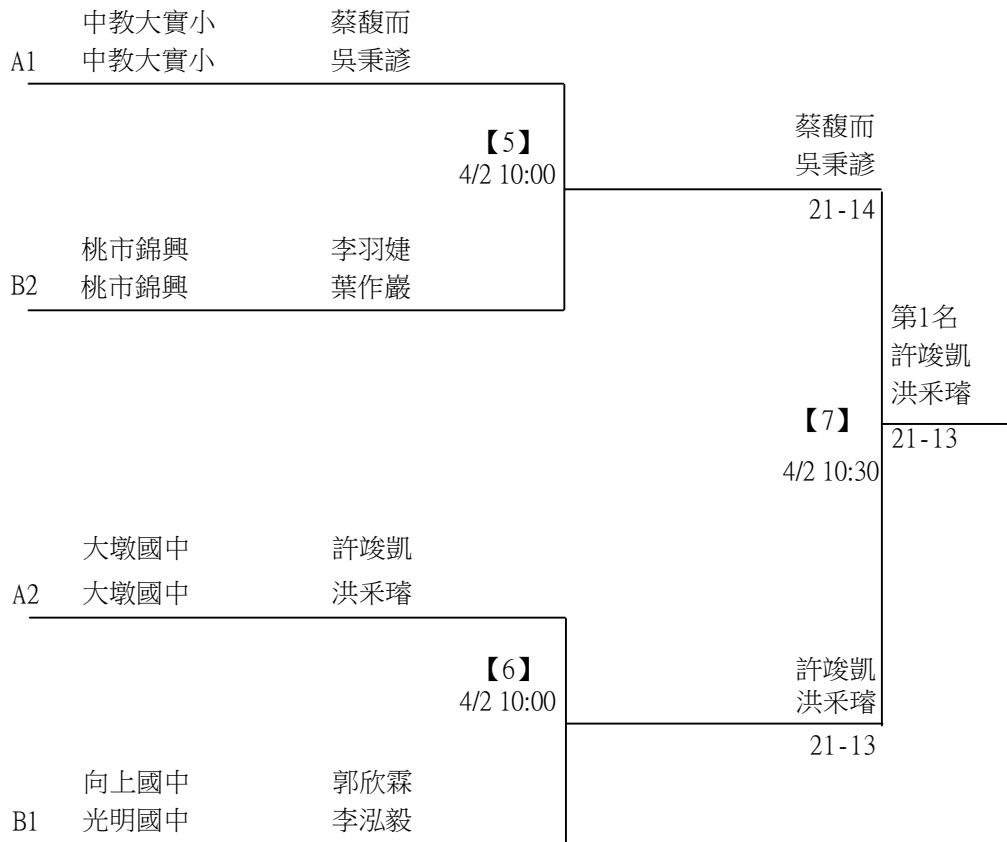 中教大實小 蔡馥而
A1 中教大實小 吳秉諺
【5】
4/2 10:00
蔡馥而
吳秉諺
21-14
桃市錦興 李羽婕
B2 桃市錦興 葉作巖
第1名
許竣凱
洪釆璿
21-13
【7】
4/2 10:30
大墩國中 許竣凱
A2 大墩國中 洪釆璿
【6】
4/2 10:00
許竣凱
洪釆璿
21-13
向上國中 郭欣霖
B1 光明國中 李泓毅